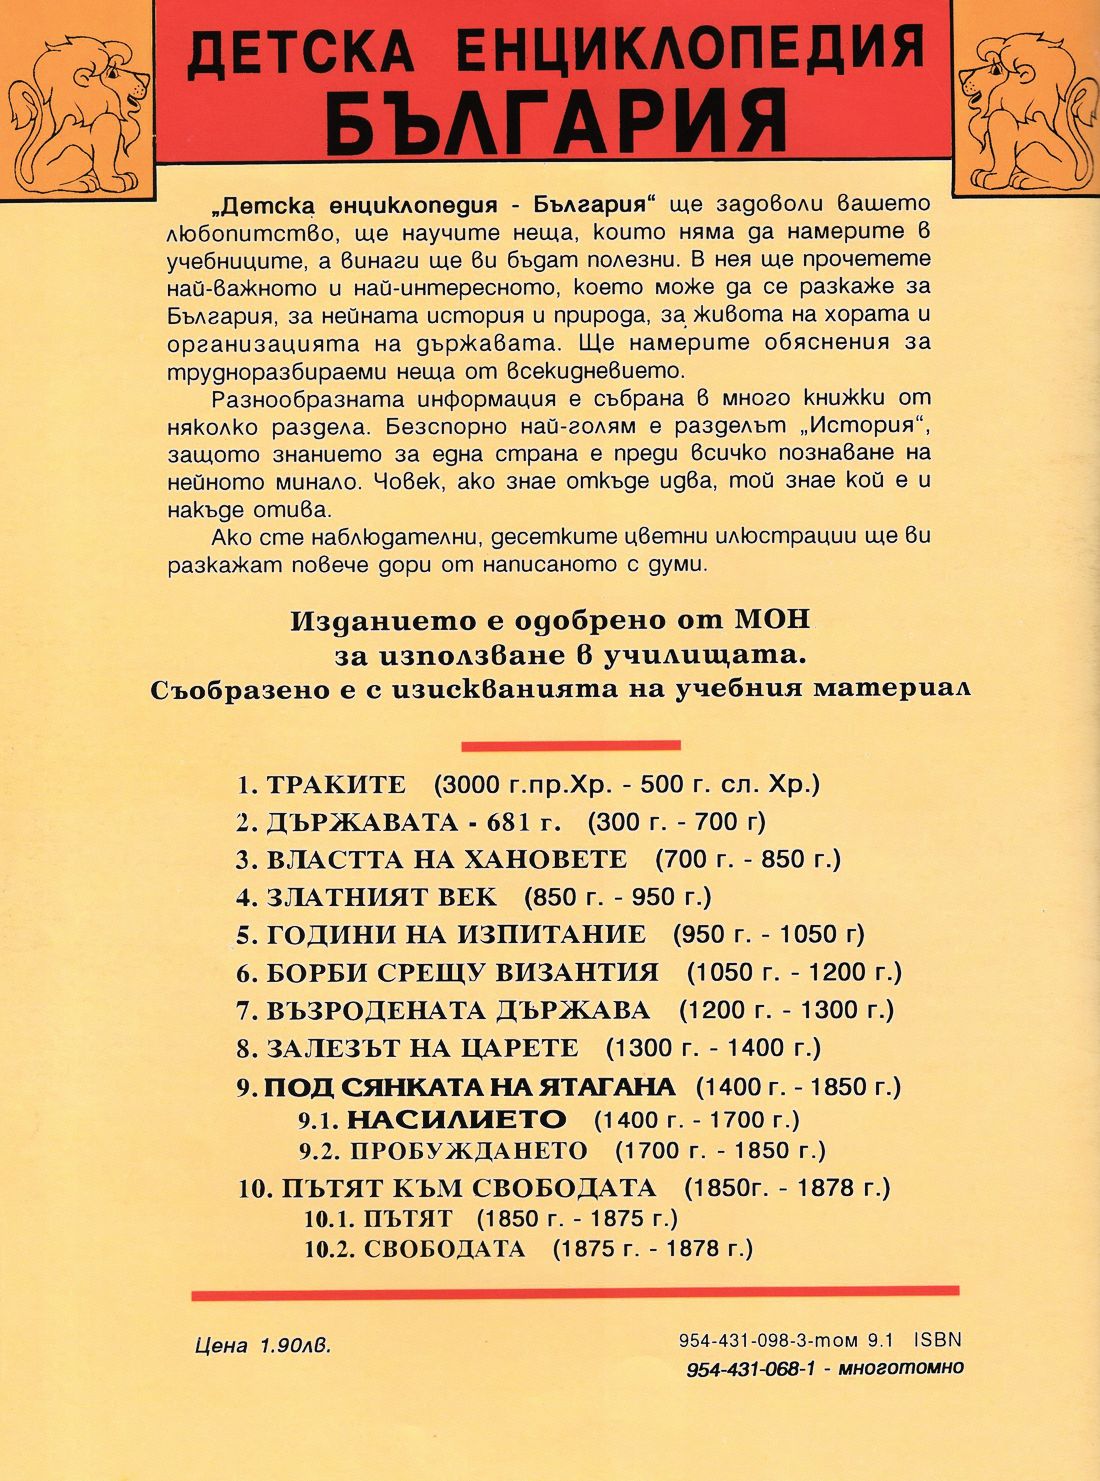 ДЕТСКА ЕНЦИКЛОПЕДИЯ
БЪЛГАРИЯ
„Детска енциклопедия - България“ ще задоволи вашето
любопитство, ще научите неща, които няма да намерите в
учебниците, а винаги ще ви бъдат полезни. В нея ще прочетете
най-важното и най-интересното, което може да се разкаже за
България, за нейната история и природа, за живота на хората и
организацията на държавата. Ще намерите обяснения за
трудноразбираеми неща от всекидневието.
Разнообразната информация е събрана в много книжки от
няколко раздела. Безспорно най-голям е разделът „История“,
защото знанието за една страна е преди всичко познаване на
нейното минало. Човек, ако знае откъде идва, той знае кой е и
накъде отива.
Ако сте наблюдателни, десетките цветни илюстрации ще ви
разкажат повече дори от написаното с думи.
Изданието е одобрено от МОН
за използване в училищата.
Съобразено е с изискванията на учебния материал
1. ТРАКИТЕ (3000 г.пр.Хр. - 500 г. сл. Хр.)
2. ДЪРЖАВАТА - 681 г. (300 г. - 700 г)
3. ВЛАСТТА НА ХАНОВЕТЕ (700 г. - 850 г.)
4. ЗЛАТНИЯТ ВЕК (850 г. - 950 г.)
5. ГОДИНИ НА ИЗПИТАНИЕ (950 г. - 1050 г)
6. БОРБИ СРЕЩУ ВИЗАНТИЯ (1050 г. - 1200 г.)
7. ВЪЗРОДЕНАТА ДЪРЖАВА (1200 г. - 1300 г.)
8. ЗАЛЕЗЪТ НА ЦАРЕТЕ (1300 г. - 1400 г.)
9. ПОД СЯНКАТА НА ЯТАГАНА (1400 г. - 1850 г.)
9.1. НАСИЛИЕТО (1400 г. - 1700 г.)
9.2. ПРОБУЖДАНЕТО (1700 г. - 1850 г.)
10. ПЪТЯТ КЪМ СВОБОДАТА (1850г. - 1878 г.)
10.1. ПЪТЯТ (1850 г. - 1875 г.)
10.2. СВОБОДАТА (1875 г. - 1878 г.)
Цена 1.90лв.
954-431-098-3-том 9.1 ISBN
954-431-068-1 - многотомно